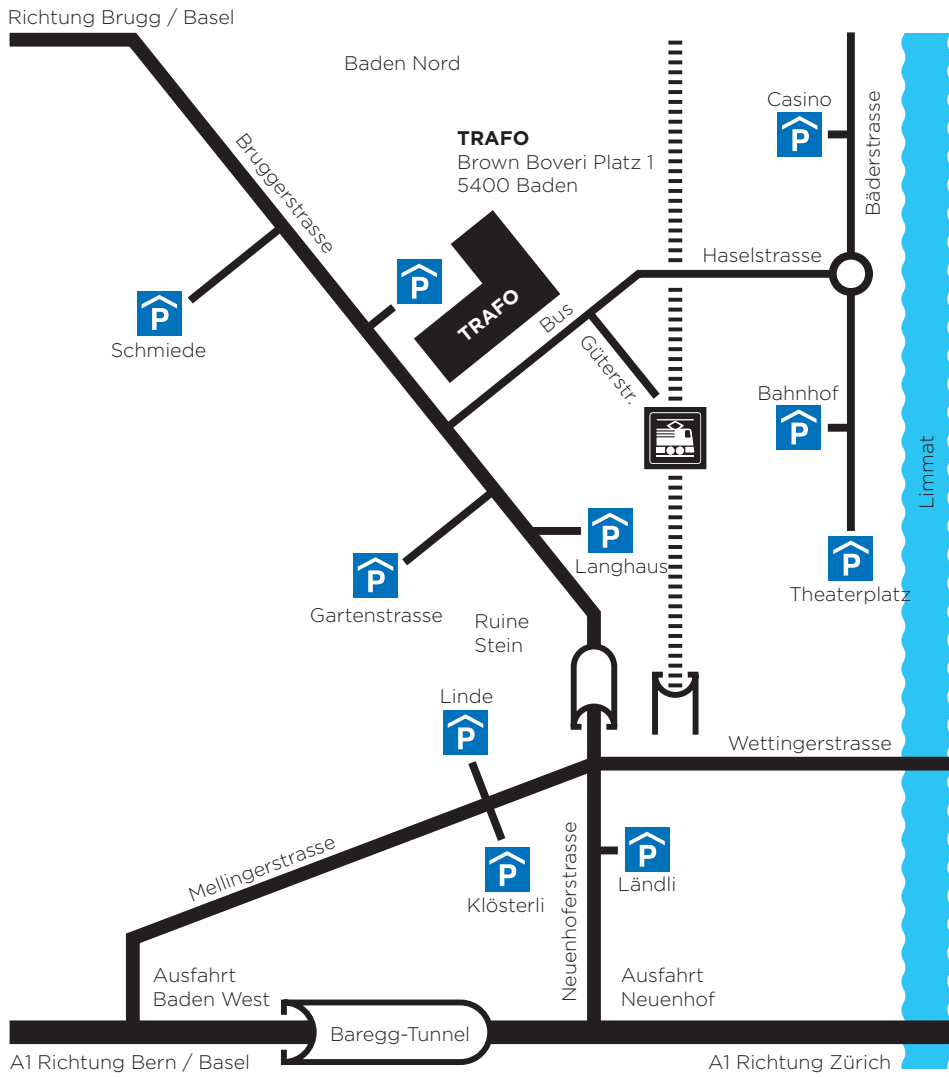 Richtung Brugg / Basel
Baden Nord
Casino
P
TRAFO
Brown Boveri Platz 1
5400 Baden
Bruggerstrasse
Bäderstrasse
Haselstrasse
P
P
Schmiede
TRAFO
Bus
Güterstr.
Bahnhof
P
Limmat
P
Langhaus
P
Gartenstrasse
P
Theaterplatz
Ruine
Stein
Linde
P
Wettingerstrasse
Mellingerstrasse
P
Klösterli
Neuenhoferstrasse
P
Ländli
Ausfahrt
Baden West
Ausfahrt
Neuenhof
Baregg-Tunnel
A1 Richtung Bern / Basel
A1 Richtung Zürich